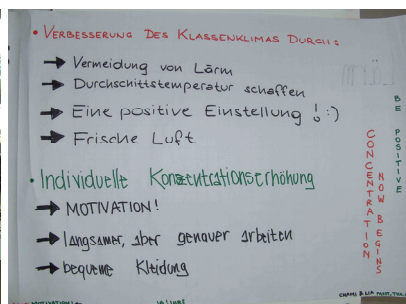 • VERBESSERUNG DES KLASSENKLIMAS DURCH:
→ Vermeidung von Lärm
→ Durchschittstemperatur schaffen
→ Eine positive Einstellung ! :)
→ Frische Luft
• Individuelle Konzentrationserhöhung
→ MOTIVATION!
→ langsamer, aber genauer arbeiten
→ bequeme Kleidung
CONCENTRATION
NOW BEGINS
BE POSITIVE